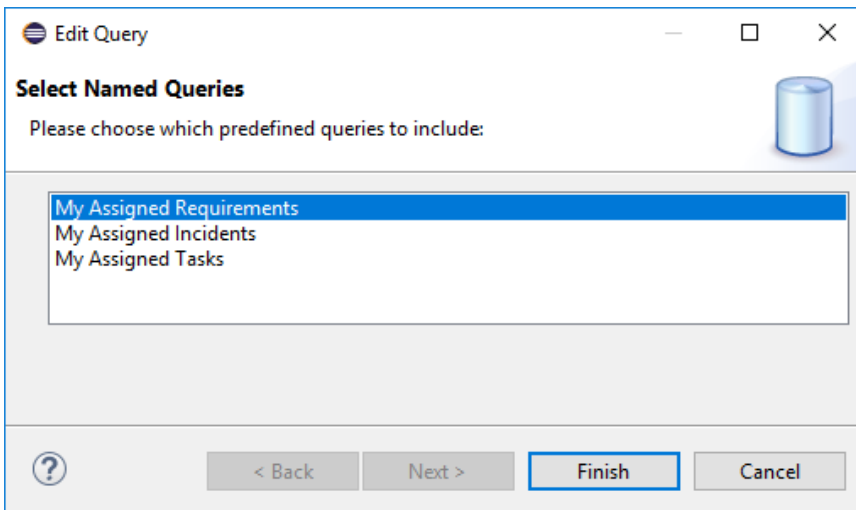 Edit Query
Select Named Queries
Please choose which predefined queries to include:
My Assigned Requirements
My Assigned Incidents
My Assigned Tasks
?
< Back
Next >
Finish
Cancel